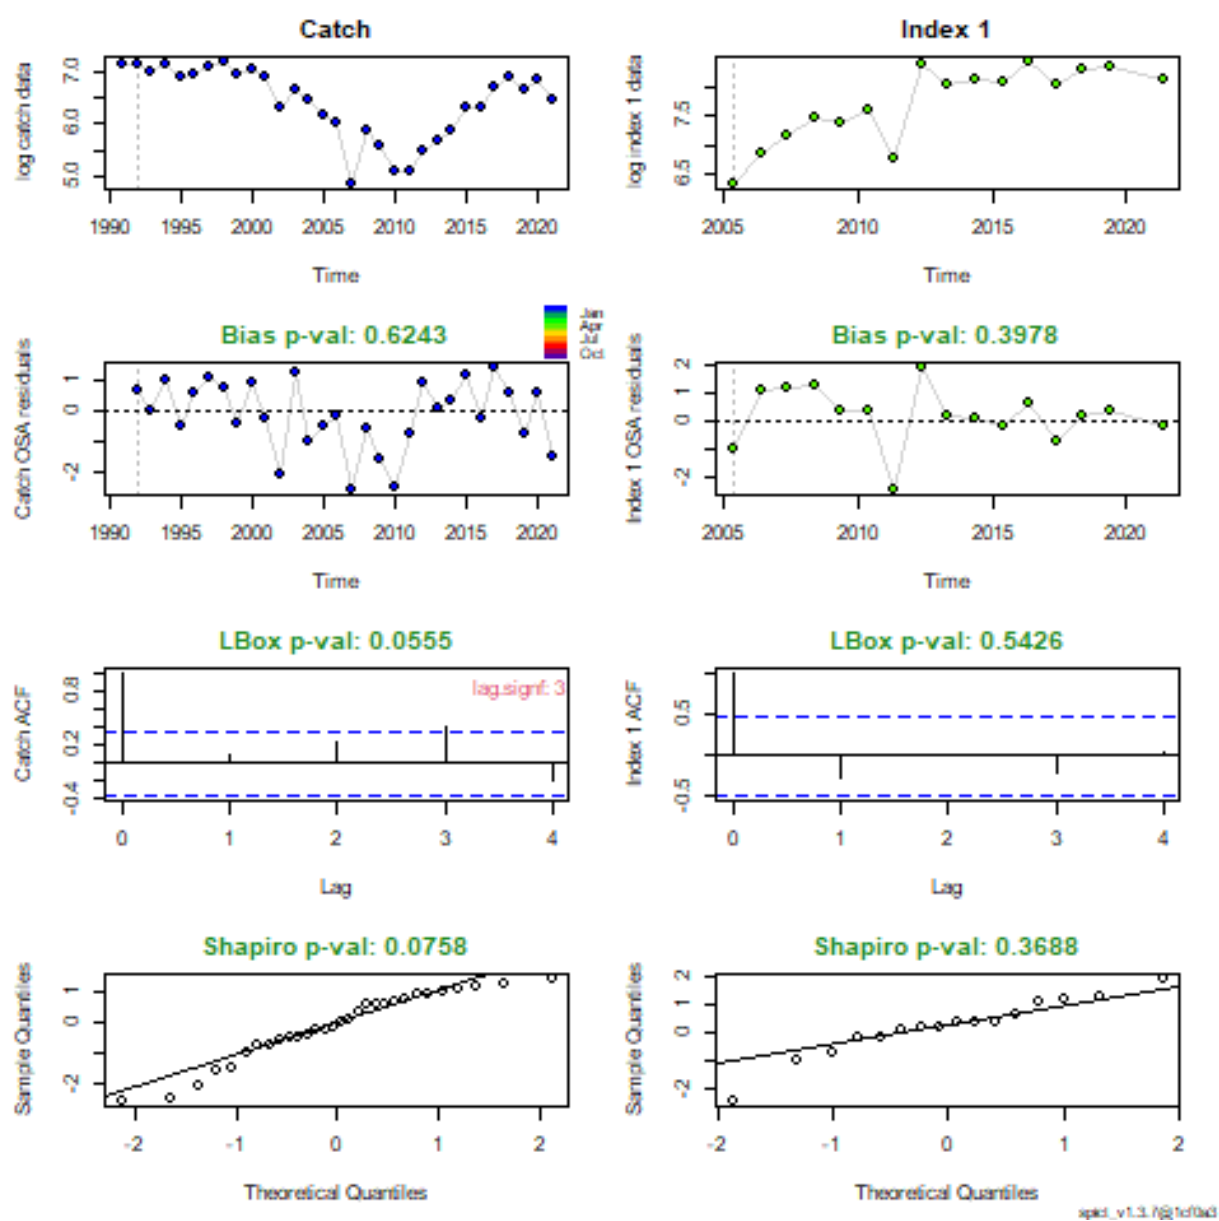 Catch
log catch data
7.0
6.0
5.0
1990 1995 2000 2005 2010 2015 2020
Time
Index 1
log index 1 data
7.5
6.5
2005 2010 2015 2020
Time
Bias p-val: 0.6243
Jan
Apr
Jul
Oct
Catch OSA residuals
1
0
-2
1990 1995 2000 2005 2010 2015 2020
Time
Bias p-val: 0.3978
Index 1 OSA residuals
2
1
0
-2
2005 2010 2015 2020
Time
LBox p-val: 0.0555
lag.signf: 3
Catch ACF
0.8
0.2
-0.4
0 1 2 3 4
Lag
LBox p-val: 0.5426
Index 1 ACF
0.5
-0.5
0 1 2 3 4
Lag
Shapiro p-val: 0.0758
Sample Quantiles
1
0
-2
-2 -1 0 1 2
Theoretical Quantiles
Shapiro p-val: 0.3688
Sample Quantiles
2
1
0
-2
-2 -1 0 1 2
Theoretical Quantiles